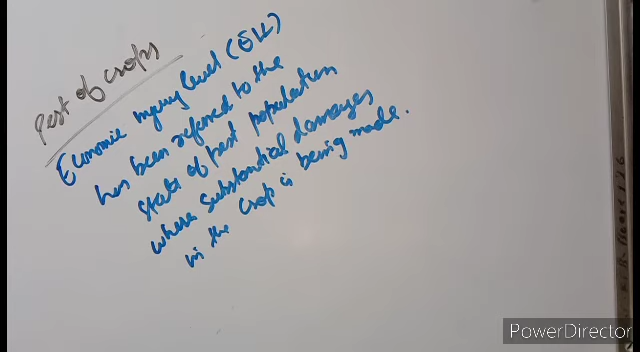 Pest of crops
Economic injury level (EIL)
has been referred to the
state of pest population
where substantial damages
in the crop is being made.
PowerDirector